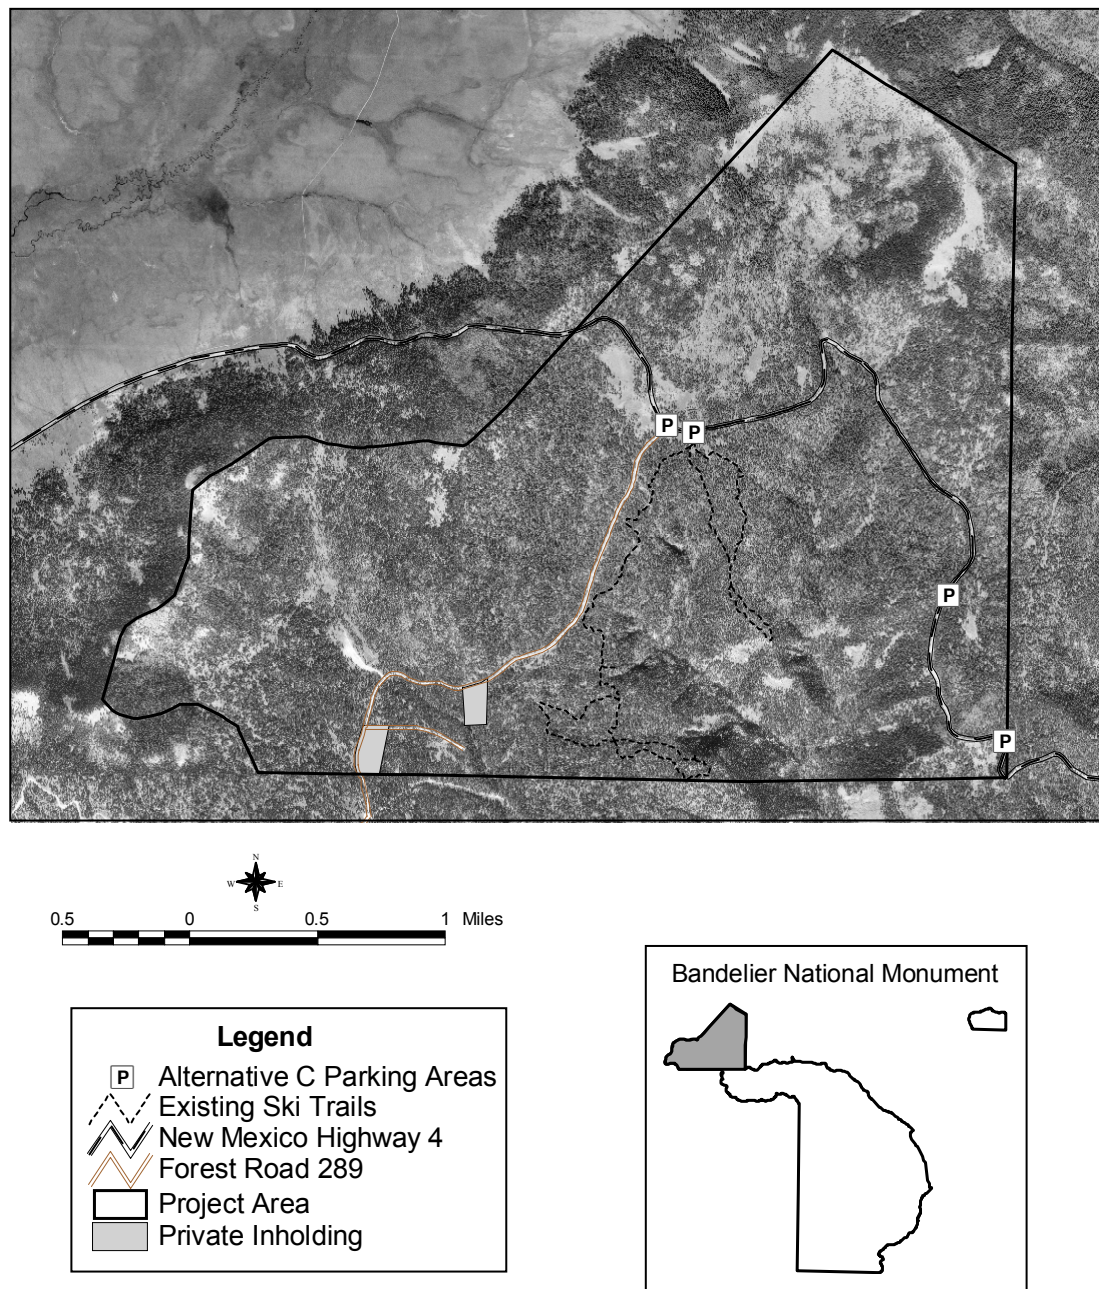 P
P
P
P
N
W
E
S
0.5
0
0.5
1
Miles
Bandelier National Monument
Legend
P
Alternative C Parking Areas
Existing Ski Trails
New Mexico Highway 4
Forest Road 289
Project Area
Private Inholding